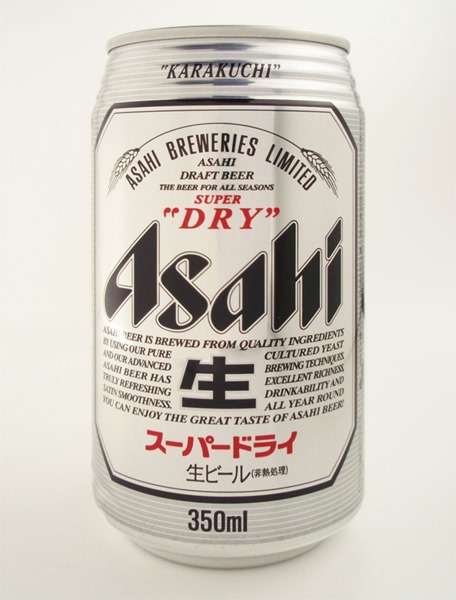 "KARAKUCHI"
ASAHI BREWERIES LIMITED
ASAHI
DRAFT BEER
THE BEER FOR ALL SEASONS
SUPER
"DRY"
Asahi
ASAHI BEER IS BREWED FROM QUALITY INGREDIENTS
BY USING OUR PURE CULTURED YEAST
AND OUR ADVANCED BREWING TECHNIQUES.
ASAHI BEER HAS EXCELLENT RICHNESS,
TRULY REFRESHING DRINKABILITY AND
SATIN SMOOTHNESS. ALL YEAR ROUND
YOU CAN ENJOY THE GREAT TASTE OF ASAHI BEER!
生
スーパードライ
生ビール(非熱処理)
350ml